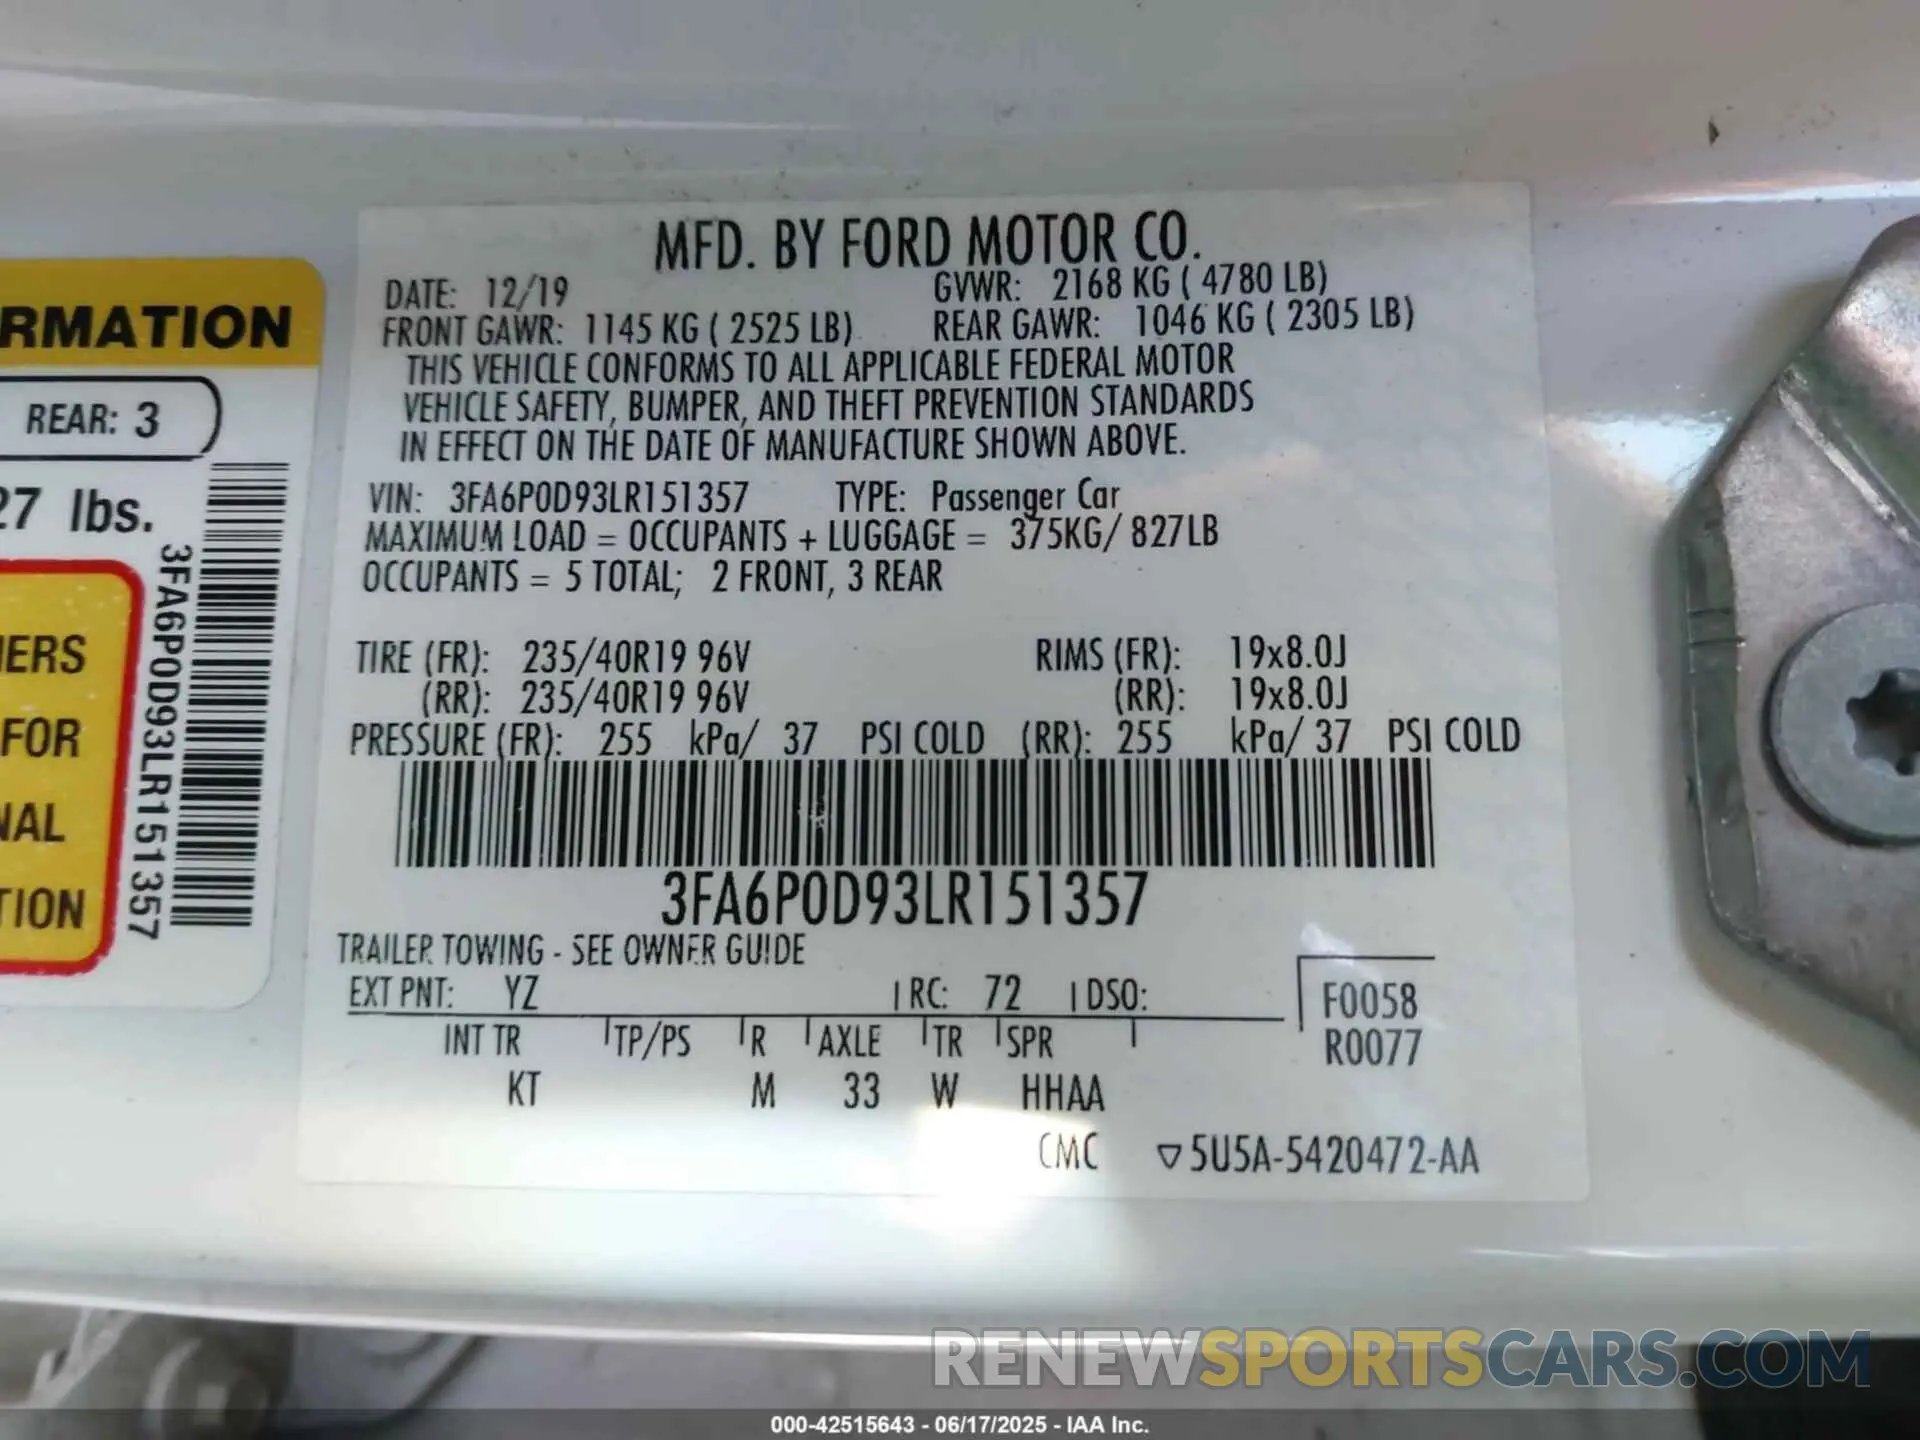 RMATION
REAR: 3
27 lbs.
3FA6P0D93LR151357
FOR
TION
MFD. BY FORD MOTOR CO.
DATE: 12/19 GVWR: 2168 KG ( 4780 LB)
FRONT GAWR: 1145 KG ( 2525 LB) REAR GAWR: 1046 KG ( 2305 LB)
THIS VEHICLE CONFORMS TO ALL APPLICABLE FEDERAL MOTOR
VEHICLE SAFETY, BUMPER, AND THEFT PREVENTION STANDARDS
IN EFFECT ON THE DATE OF MANUFACTURE SHOWN ABOVE.
VIN: 3FA6P0D93LR151357 TYPE: Passenger Car
MAXIMUM LOAD = OCCUPANTS + LUGGAGE = 375KG/ 827LB
OCCUPANTS = 5 TOTAL; 2 FRONT, 3 REAR
TIRE (FR): 235/40R19 96V RIMS (FR): 19x8.0J
(RR): 235/40R19 96V (RR): 19x8.0J
PRESSURE (FR): 255 kPa/ 37 PSI COLD (RR): 255 kPa/ 37 PSI COLD
3FA6P0D93LR151357
TRAILER TOWING - SEE OWNER GUIDE
EXT PNT: YZ RC: 72 DSO:
F0058
R0077
INT TR TP/PS R AXLE TR SPR
KT M 33 W HHAA
CMC 5U5A-5420472-AA
RENEWSPORTSCARS.COM
000-42515643 - 06/17/2025 - IAA Inc.